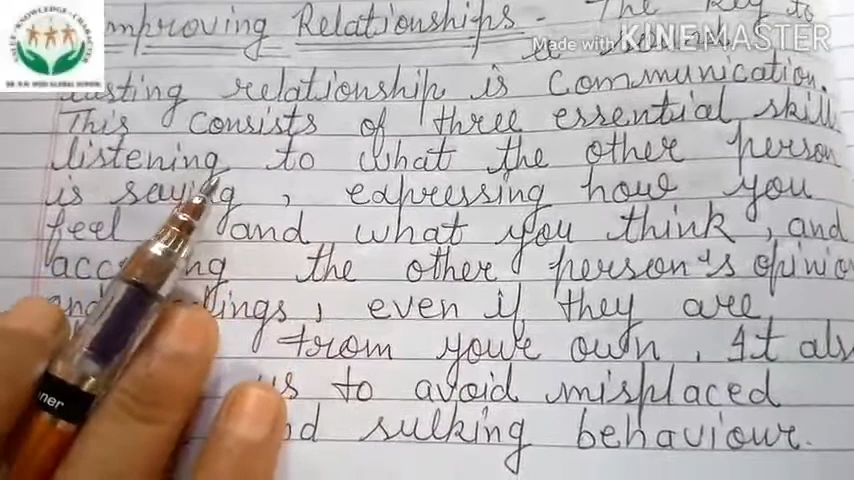 Improving Relationships - The key to
Made with KINEMASTER
lasting relationship is communication.
This consists of three essential skill
listening to what the other person
is saying, expressing how you
feel and what you think, and
the other person's opinio
even if they are
from your own. It als
to avoid misplaced
sulking behaviour.